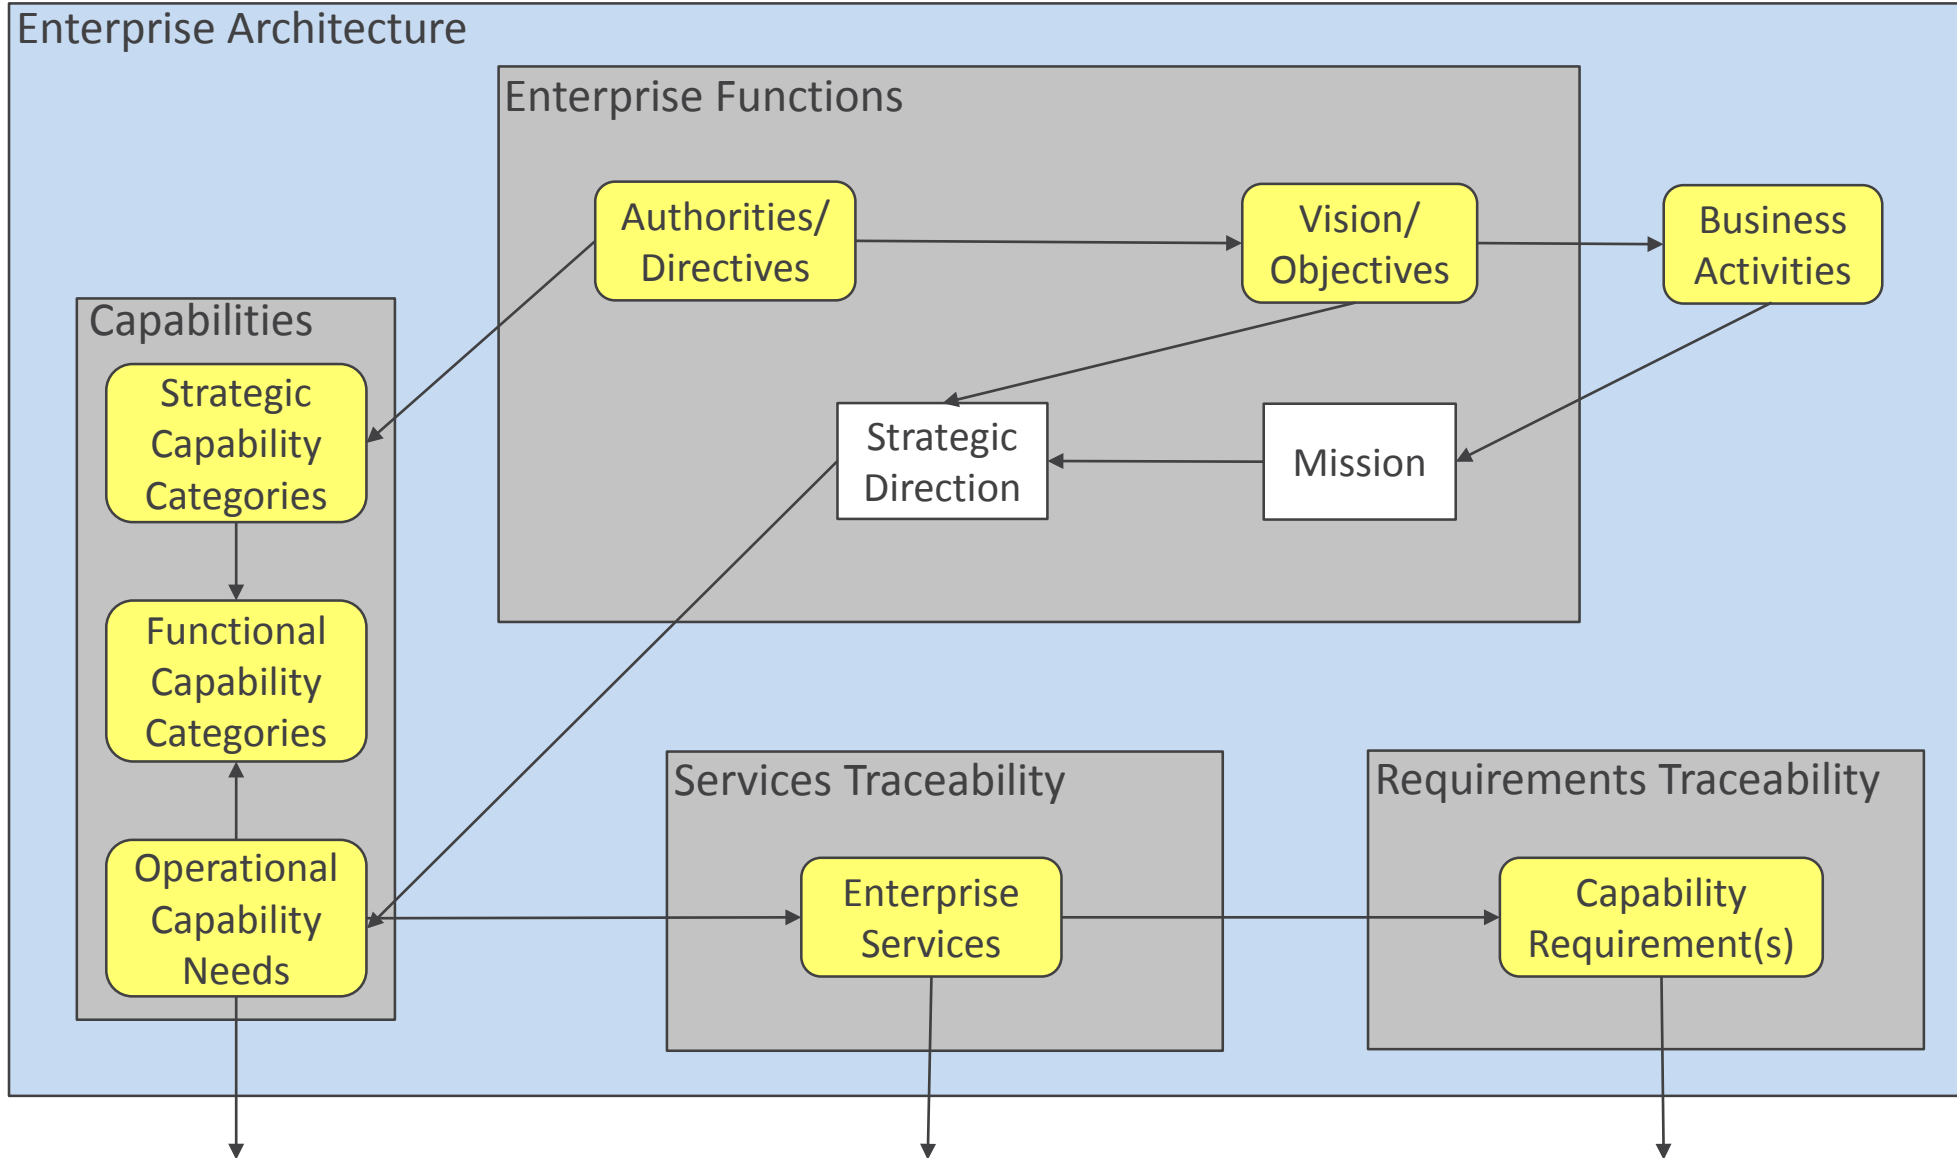 Enterprise Architecture
Enterprise Functions
Authorities/
Directives
Vision/
Objectives
Business
Activities
Capabilities
Strategic
Capability
Categories
Strategic
Direction
Mission
Functional
Capability
Categories
Services Traceability
Requirements Traceability
Operational
Capability
Needs
Enterprise
Services
Capability
Requirement(s)